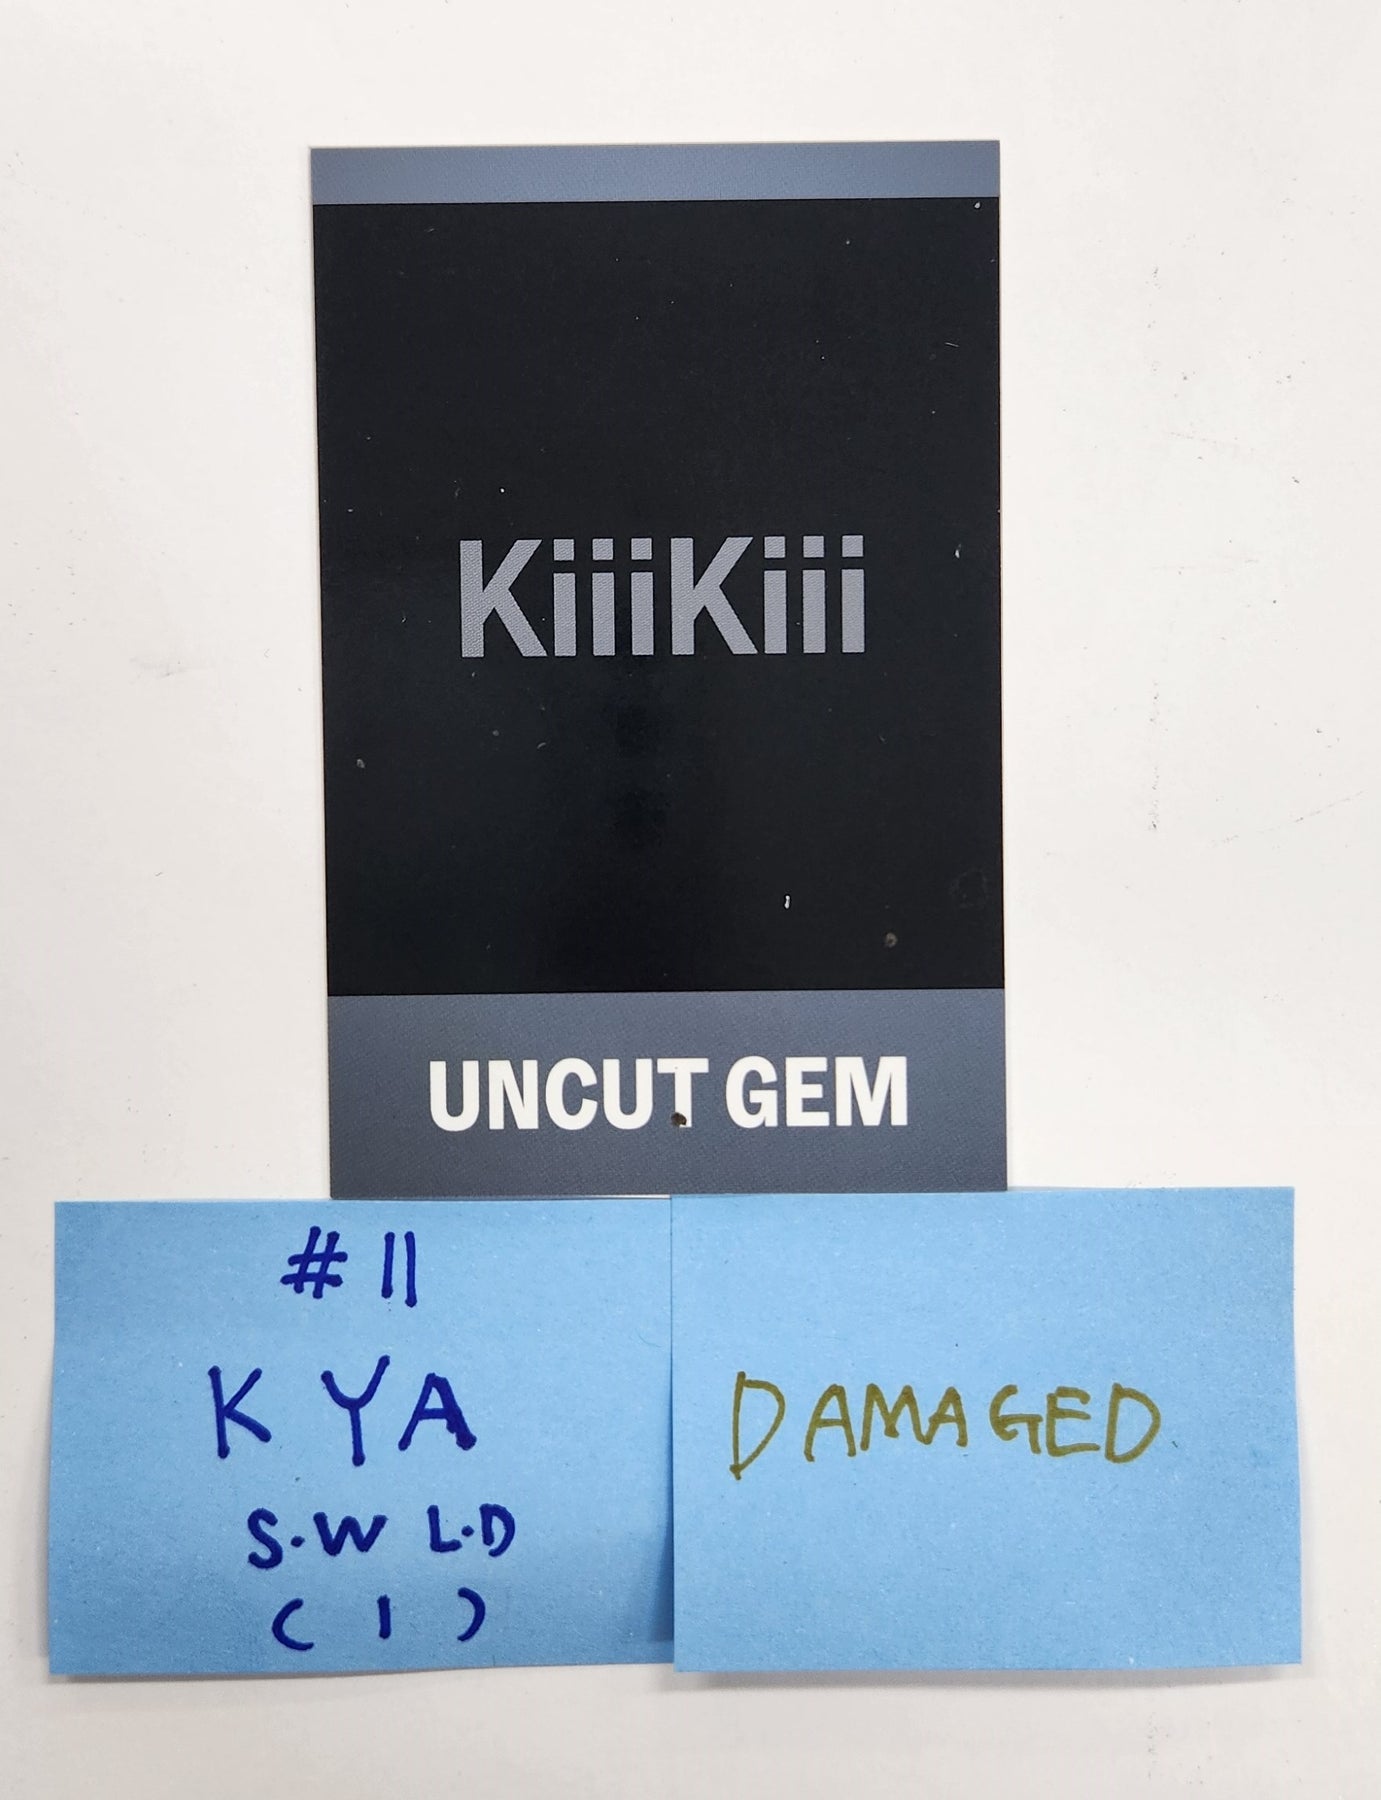 KiiiKiii
UNCUT GEM
#11
KYA
S.W L.D
(1)
DAMAGED